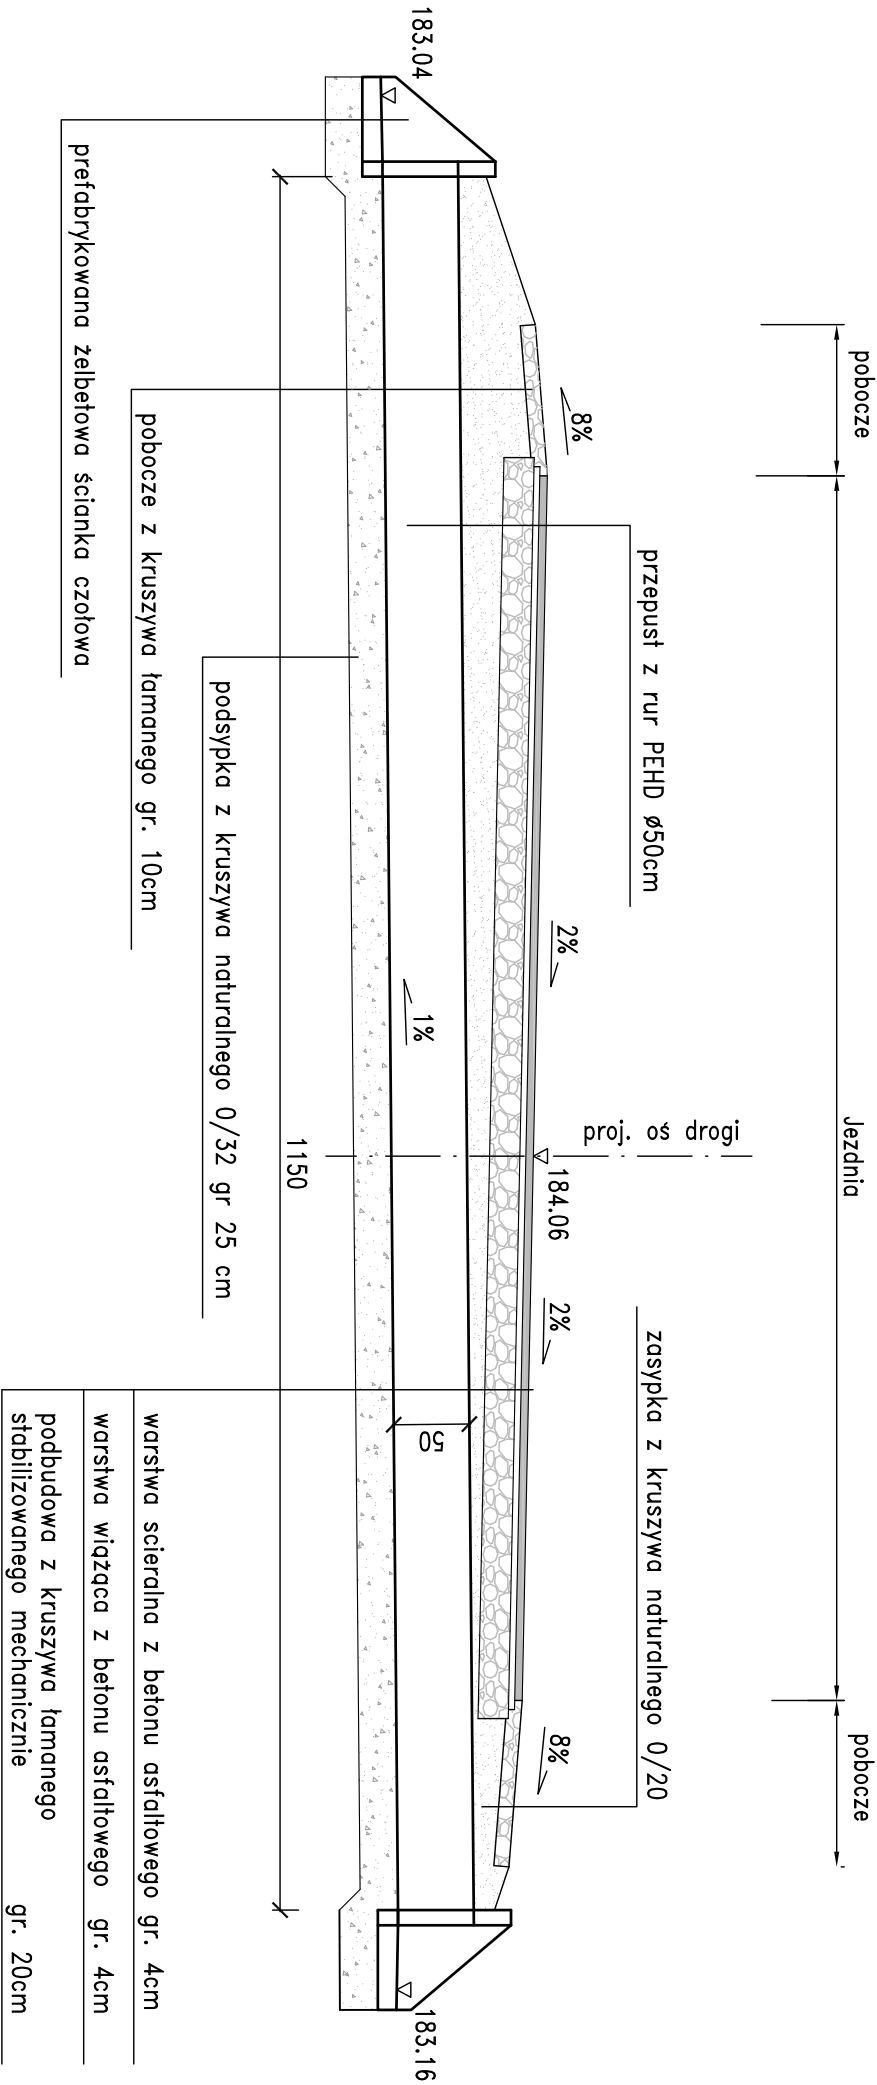 pobocze
Jezdnia
pobocze
przepust z rur PEHD ø50cm
proj. oś drogi
zasypka z kruszywa naturalnego 0/20
8%
2%
184.06
2%
8%
183.04
1%
50
183.16
1150
podsypka z kruszywa naturalnego 0/32 gr 25 cm
pobocze z kruszywa łamanego gr. 10cm
prefabrykowana żelbetowa ścianka czołowa
warstwa scieralna z betonu asfaltowego gr. 4cm
warstwa wiążąca z betonu asfaltowego gr. 4cm
podbudowa z kruszywa łamanego
stabilizowanego mechanicznie gr. 20cm